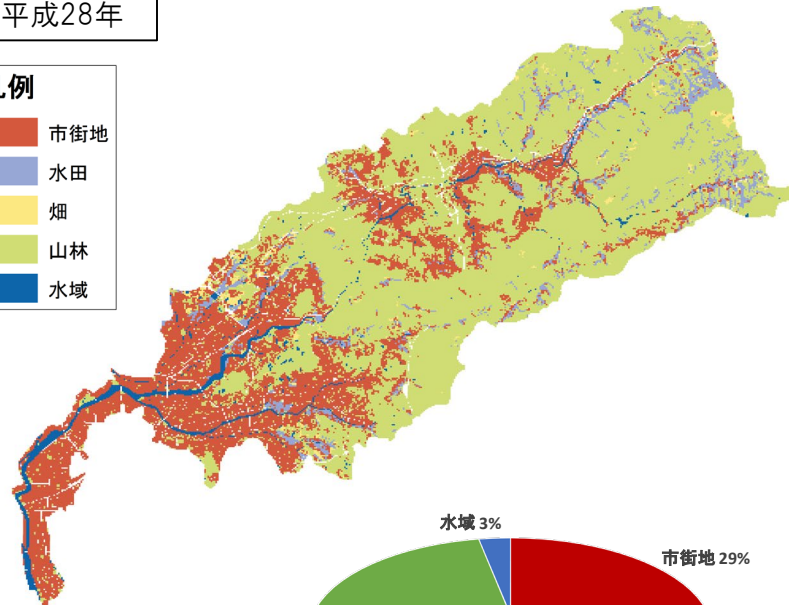 平成28年
凡例
市街地
水田
畑
山林
水域
水域 3%
市街地 29%